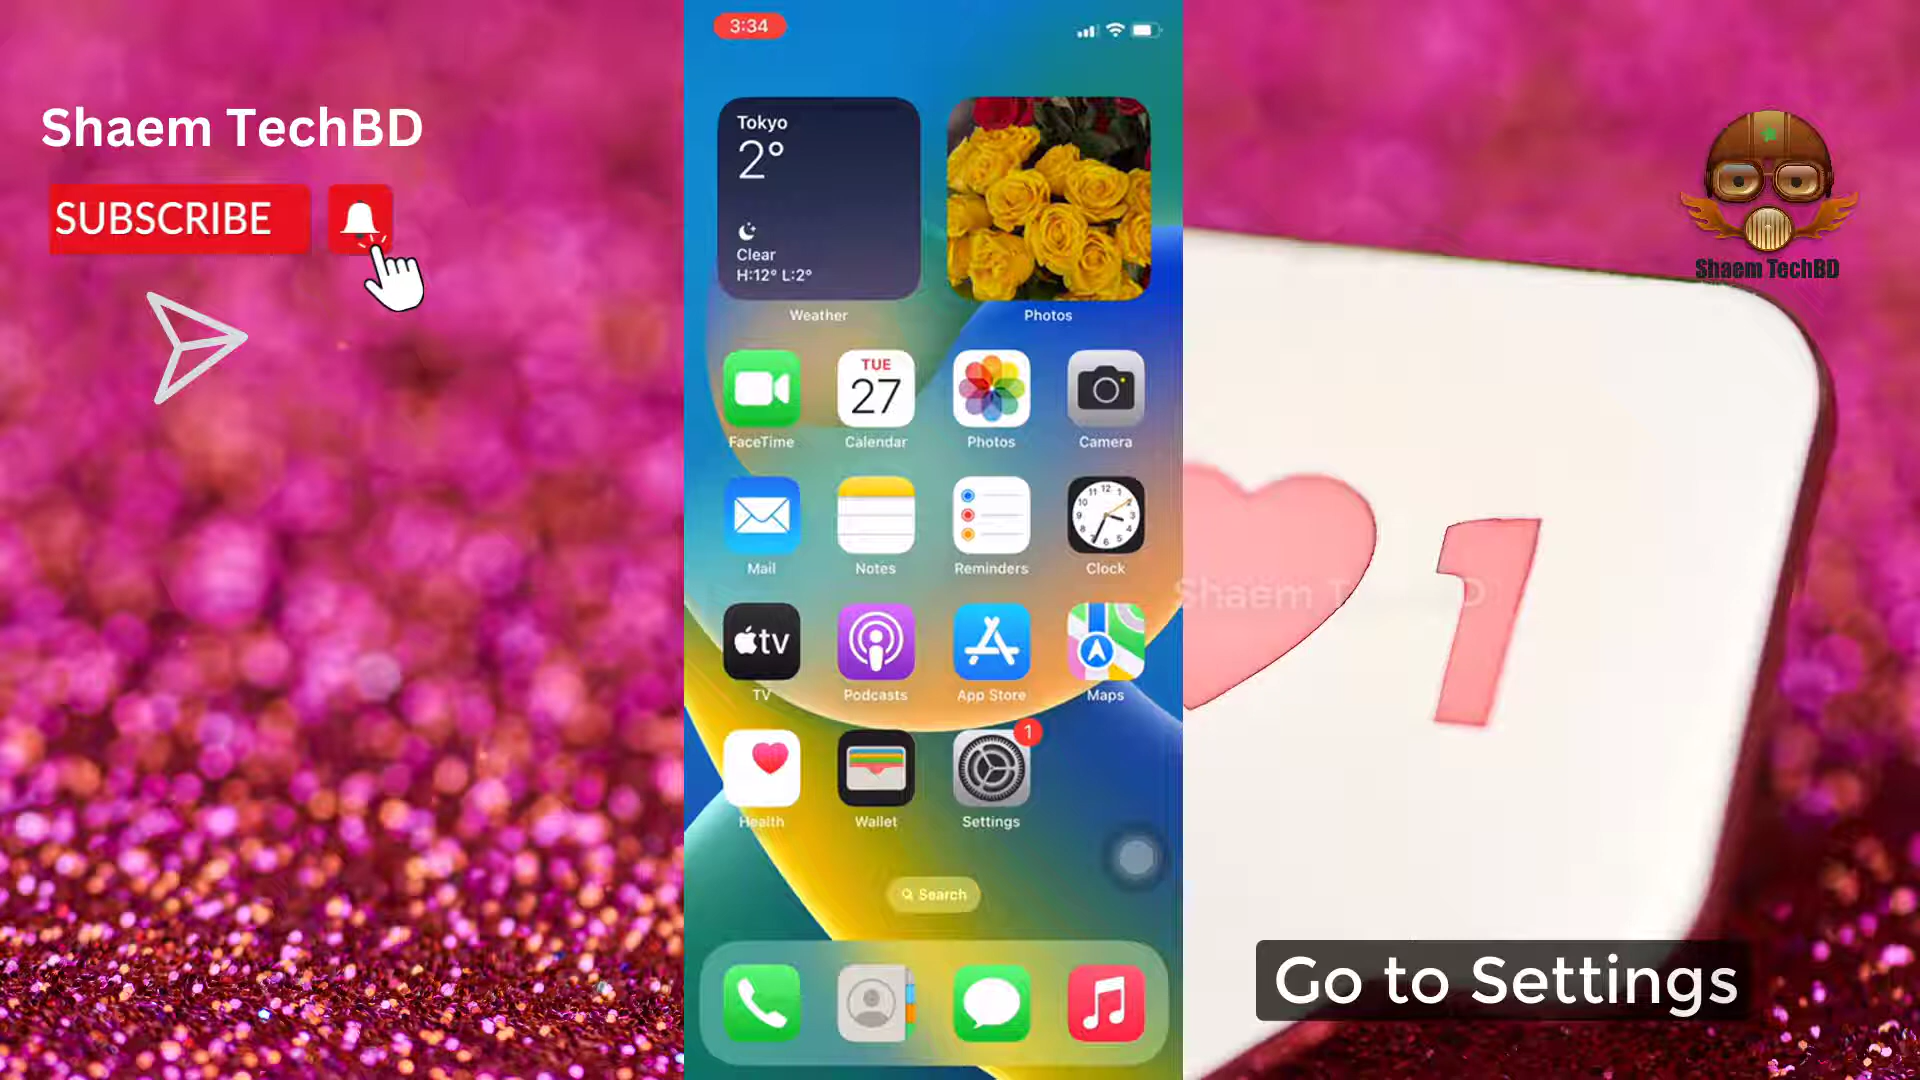 Shaem TechBD
SUBSCRIBE
3:34
Tokyo
2°
Clear
H:12° L:2°
Weather
Photos
FaceTime
TUE
27
Calendar
Photos
Camera
Mail
Notes
Reminders
Clock
tv
TV
Podcasts
App Store
Maps
Health
Wallet
1
Settings
Search
Shaem TechBD
1
Go to Settings